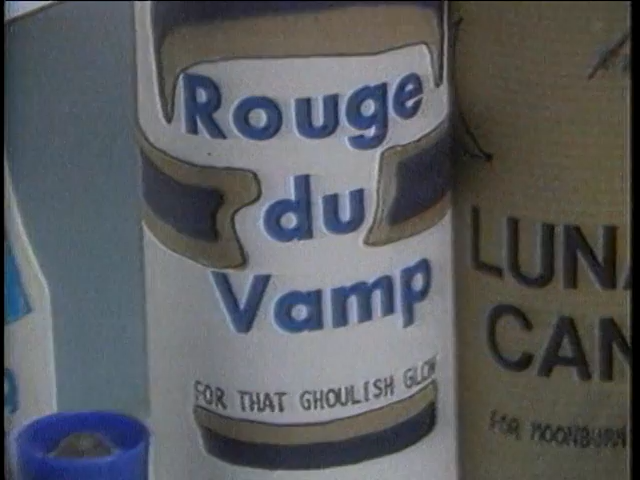 Rouge
du
Vamp
FOR THAT GHOULISH GLOW
LUNA
CAN
FOR MOONBURN